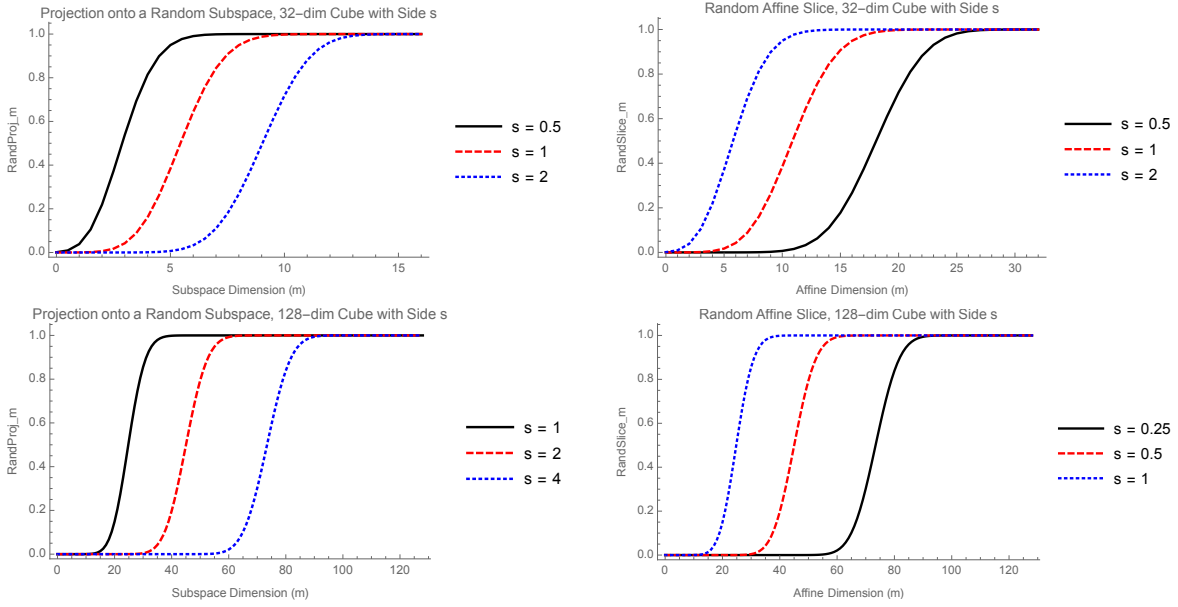 Projection onto a Random Subspace, 32-dim Cube with Side s
RandProj_m
1.0
0.8
0.6
0.4
0.2
0.0
0 5 10 15
Subspace Dimension (m)
s = 0.5
s = 1
s = 2
Random Affine Slice, 32-dim Cube with Side s
RandSlice_m
1.0
0.8
0.6
0.4
0.2
0.0
0 5 10 15 20 25 30
Affine Dimension (m)
s = 0.5
s = 1
s = 2
Projection onto a Random Subspace, 128-dim Cube with Side s
RandProj_m
1.0
0.8
0.6
0.4
0.2
0.0
0 20 40 60 80 100 120
Subspace Dimension (m)
s = 1
s = 2
s = 4
Random Affine Slice, 128-dim Cube with Side s
RandSlice_m
1.0
0.8
0.6
0.4
0.2
0.0
0 20 40 60 80 100 120
Affine Dimension (m)
s = 0.25
s = 0.5
s = 1